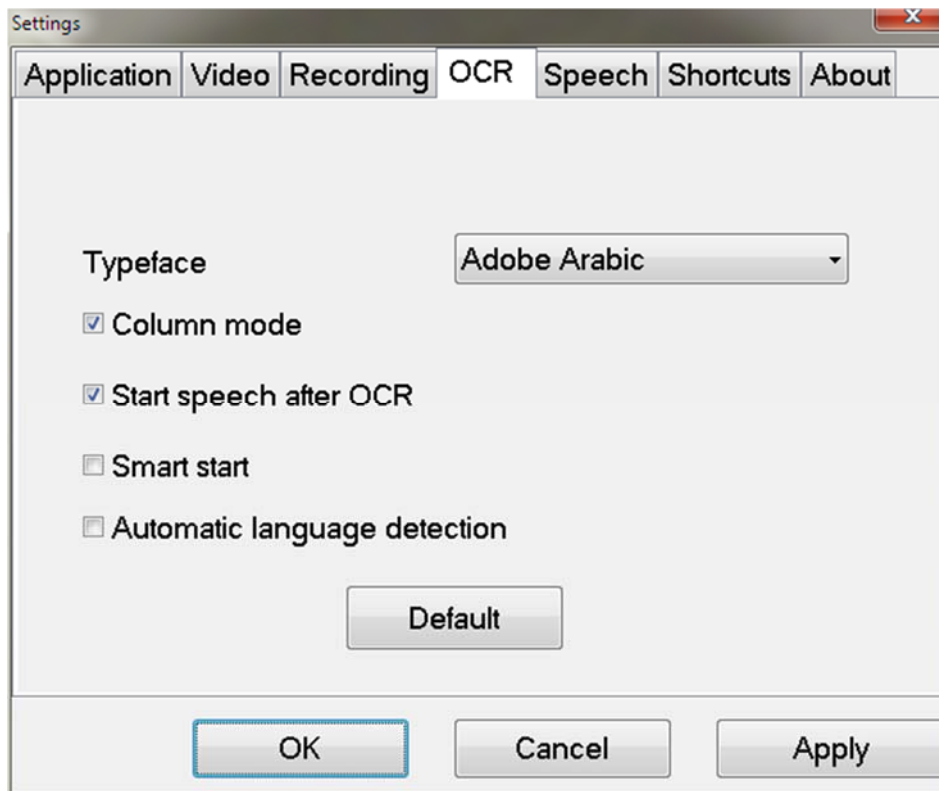 Settings
Application Video Recording OCR Speech Shortcuts About
Typeface Adobe Arabic
Column mode
Start speech after OCR
Smart start
Automatic language detection
Default
OK Cancel Apply